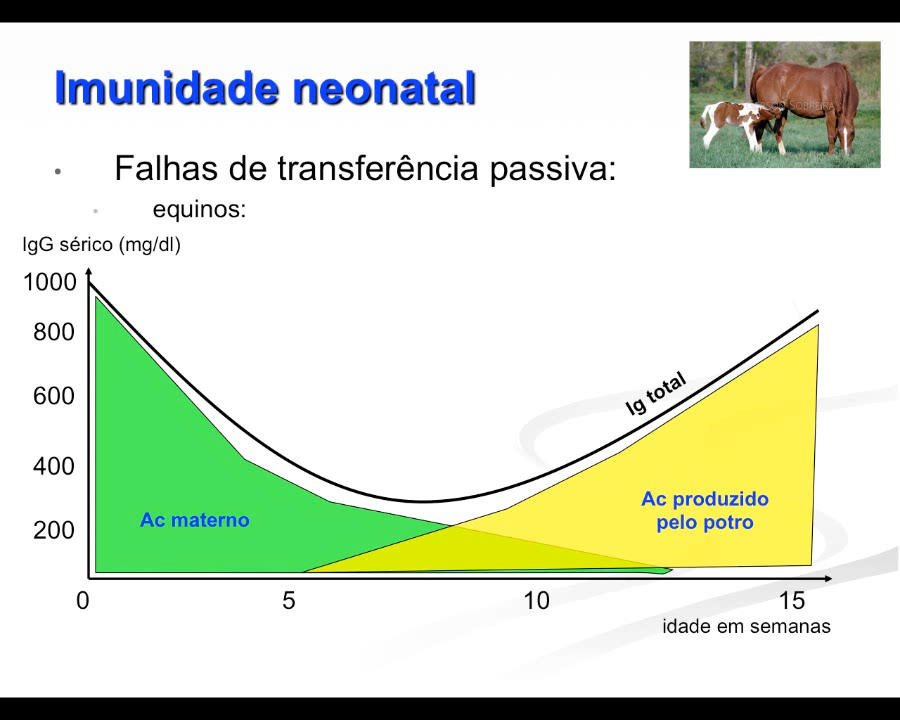 Imunidade neonatal
• Falhas de transferência passiva:
• equinos:
IgG sérico (mg/dl)
1000
800
600
400
200
Ig total
Ac materno
Ac produzido
pelo potro
0 5 10 15
idade em semanas